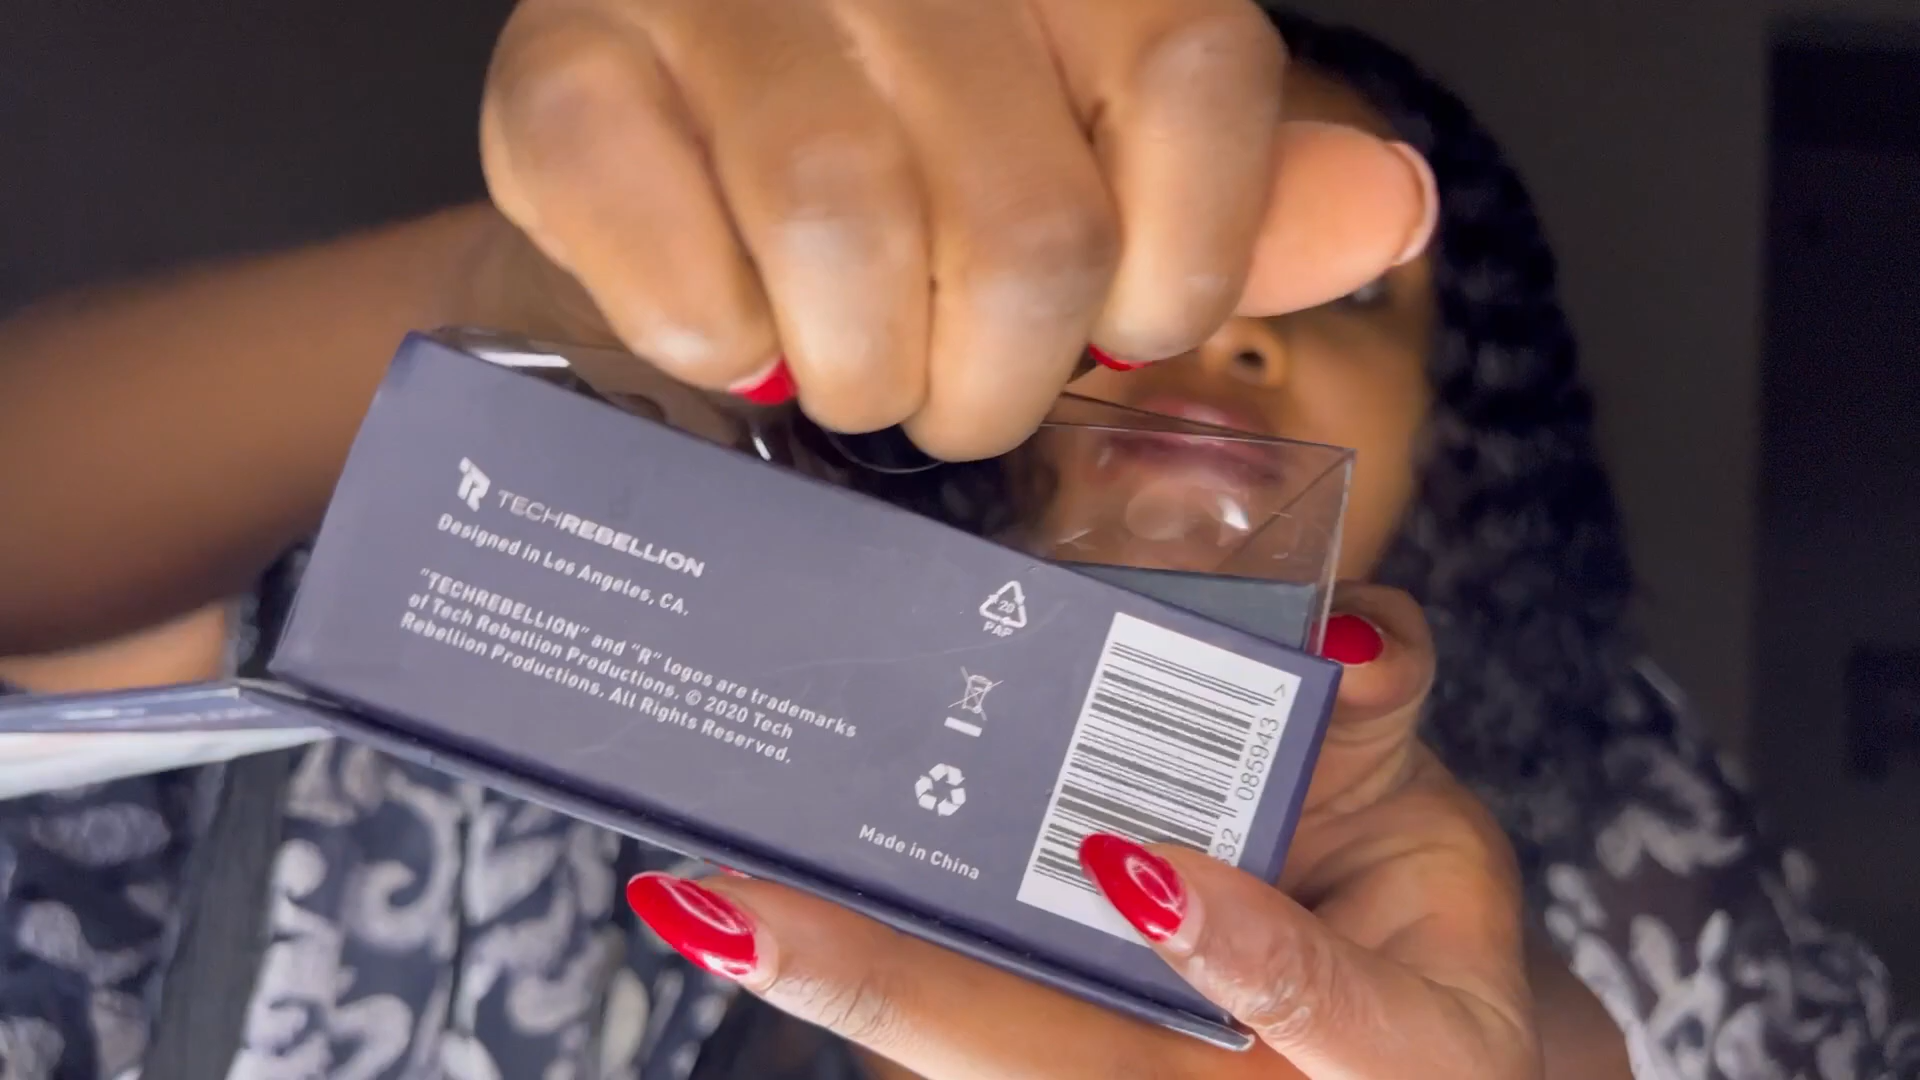 R TECHREBELLION
Designed in Los Angeles, CA.
"TECHREBELLION" and "R" logos are trademarks
of Tech Rebellion Productions. © 2020 Tech
Rebellion Productions. All Rights Reserved.
20
PAP
Made in China
32 085943 >